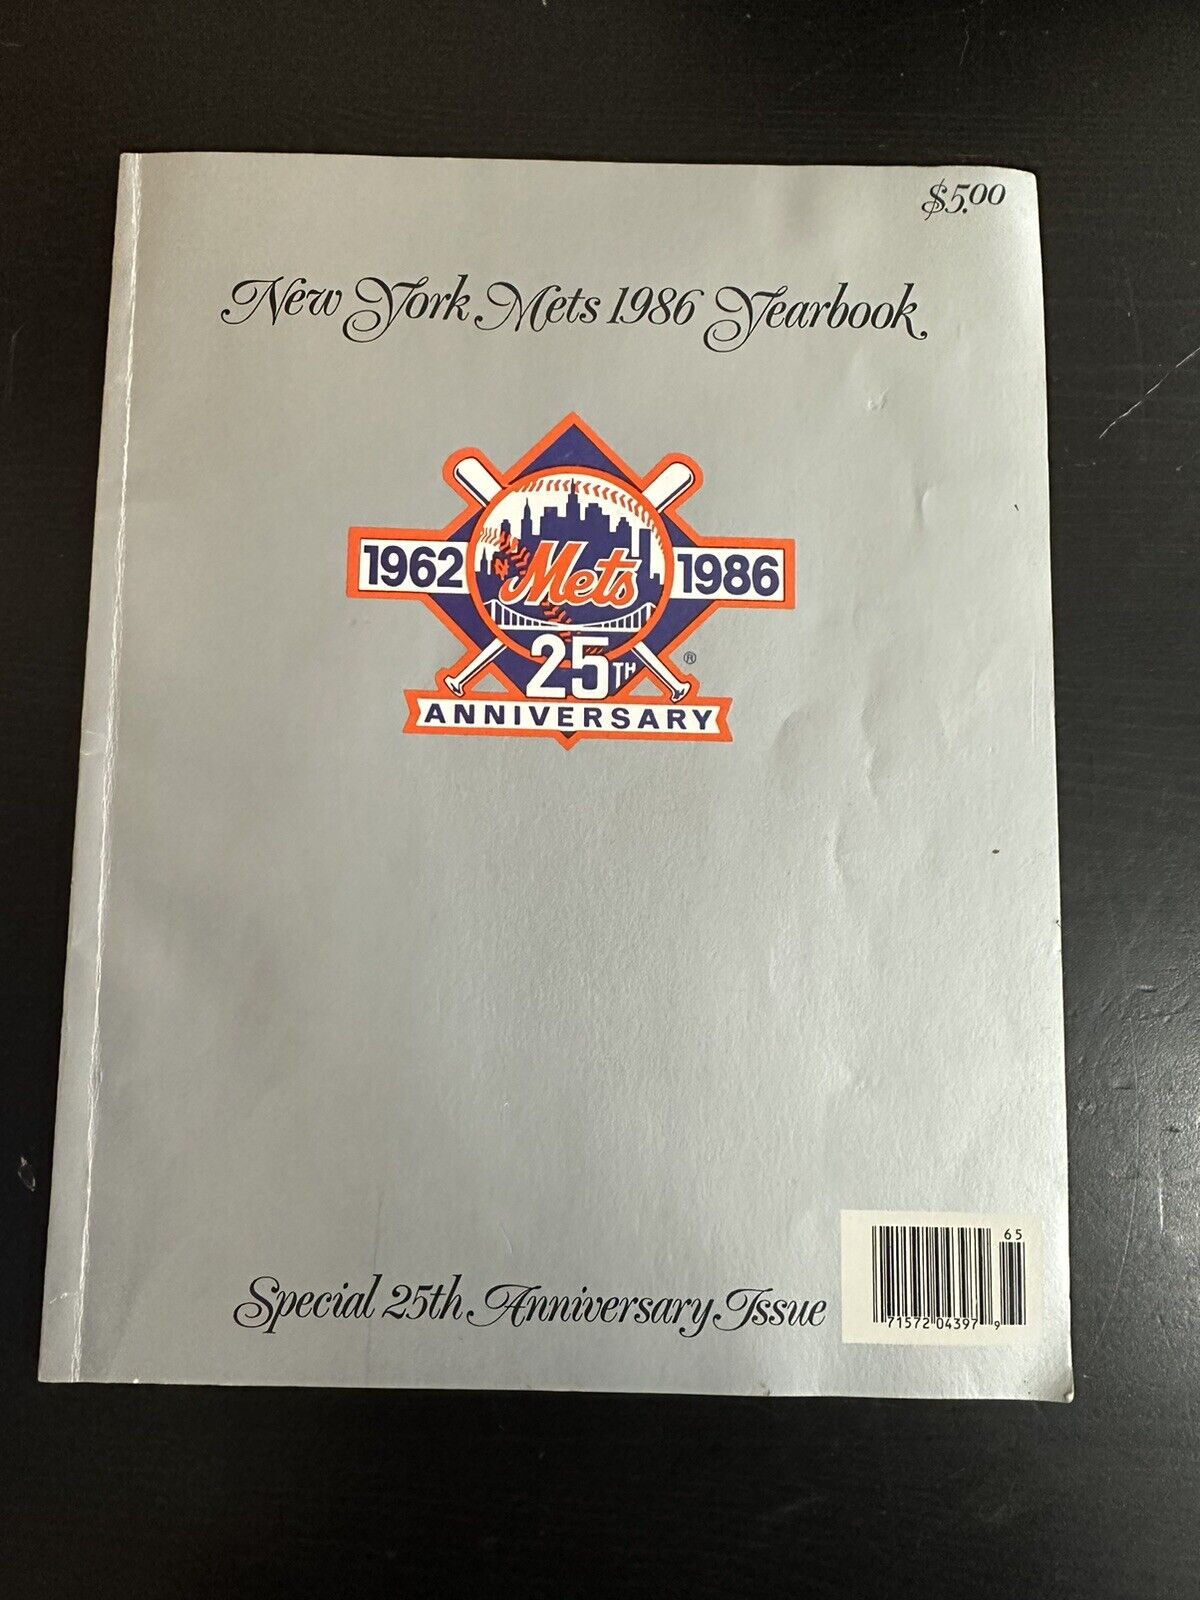 $5.00
New York Mets 1986 Yearbook
1962 Mets 1986
NY
25TH
®
ANNIVERSARY
Special 25th Anniversary Issue
65
71572 04397 9